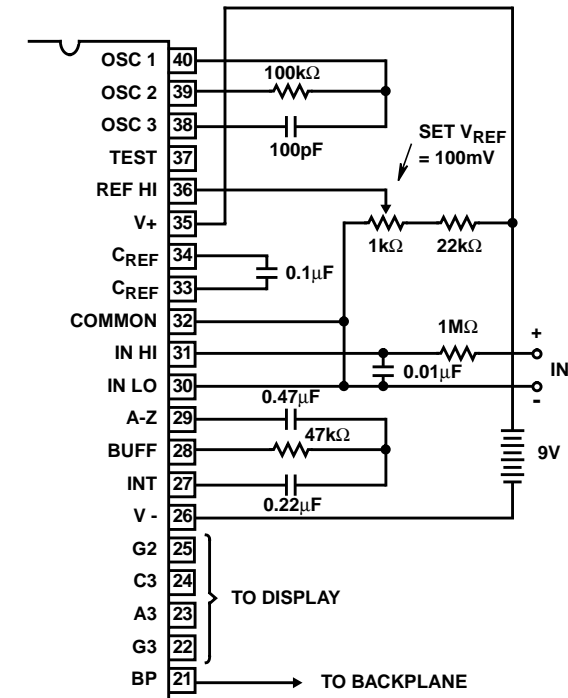 OSC 1 40
OSC 2 39
OSC 3 38
TEST 37
REF HI 36
V+ 35
CREF 34
CREF 33
COMMON 32
IN HI 31
IN LO 30
A-Z 29
BUFF 28
INT 27
V - 26
G2 25
C3 24
A3 23
G3 22
BP 21
100kΩ
100pF
SET VREF
= 100mV
1kΩ 22kΩ
0.1µF
1MΩ
+
IN
-
0.01µF
0.47µF
47kΩ
0.22µF
9V
TO DISPLAY
TO BACKPLANE